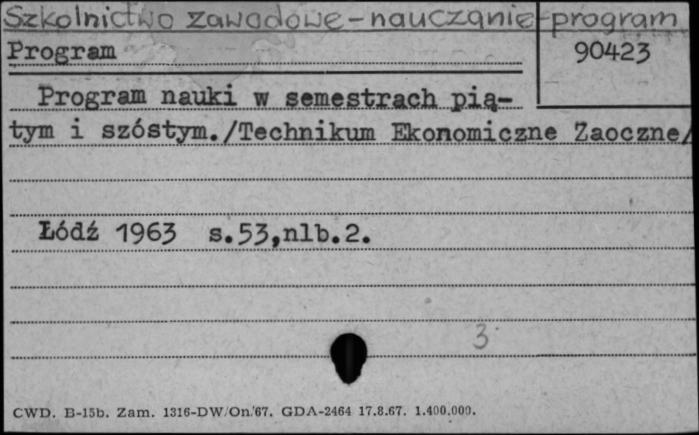 Szkolnictwo zawodowe-nauczanie-program
Program
90423
Program nauki w semestrach pią-
tym i szóstym./Technikum Ekonomiczne Zaoczne/
Łódź 1963 s.53,nlb.2.
3
CWD. B-15b. Zam. 1316-DW/On/67. GDA-2464 17.8.67. 1.400.000.